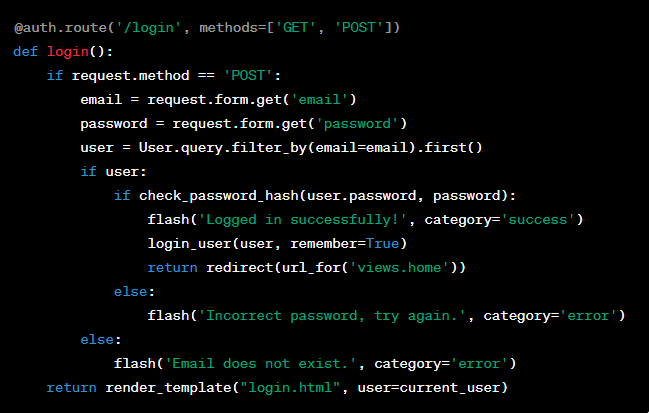 @auth.route('/login', methods=['GET', 'POST'])
def login():
    if request.method == 'POST':
        email = request.form.get('email')
        password = request.form.get('password')
        user = User.query.filter_by(email=email).first()
        if user:
            if check_password_hash(user.password, password):
                flash('Logged in successfully!', category='success')
                login_user(user, remember=True)
                return redirect(url_for('views.home'))
            else:
                flash('Incorrect password, try again.', category='error')
        else:
            flash('Email does not exist.', category='error')
    return render_template("login.html", user=current_user)